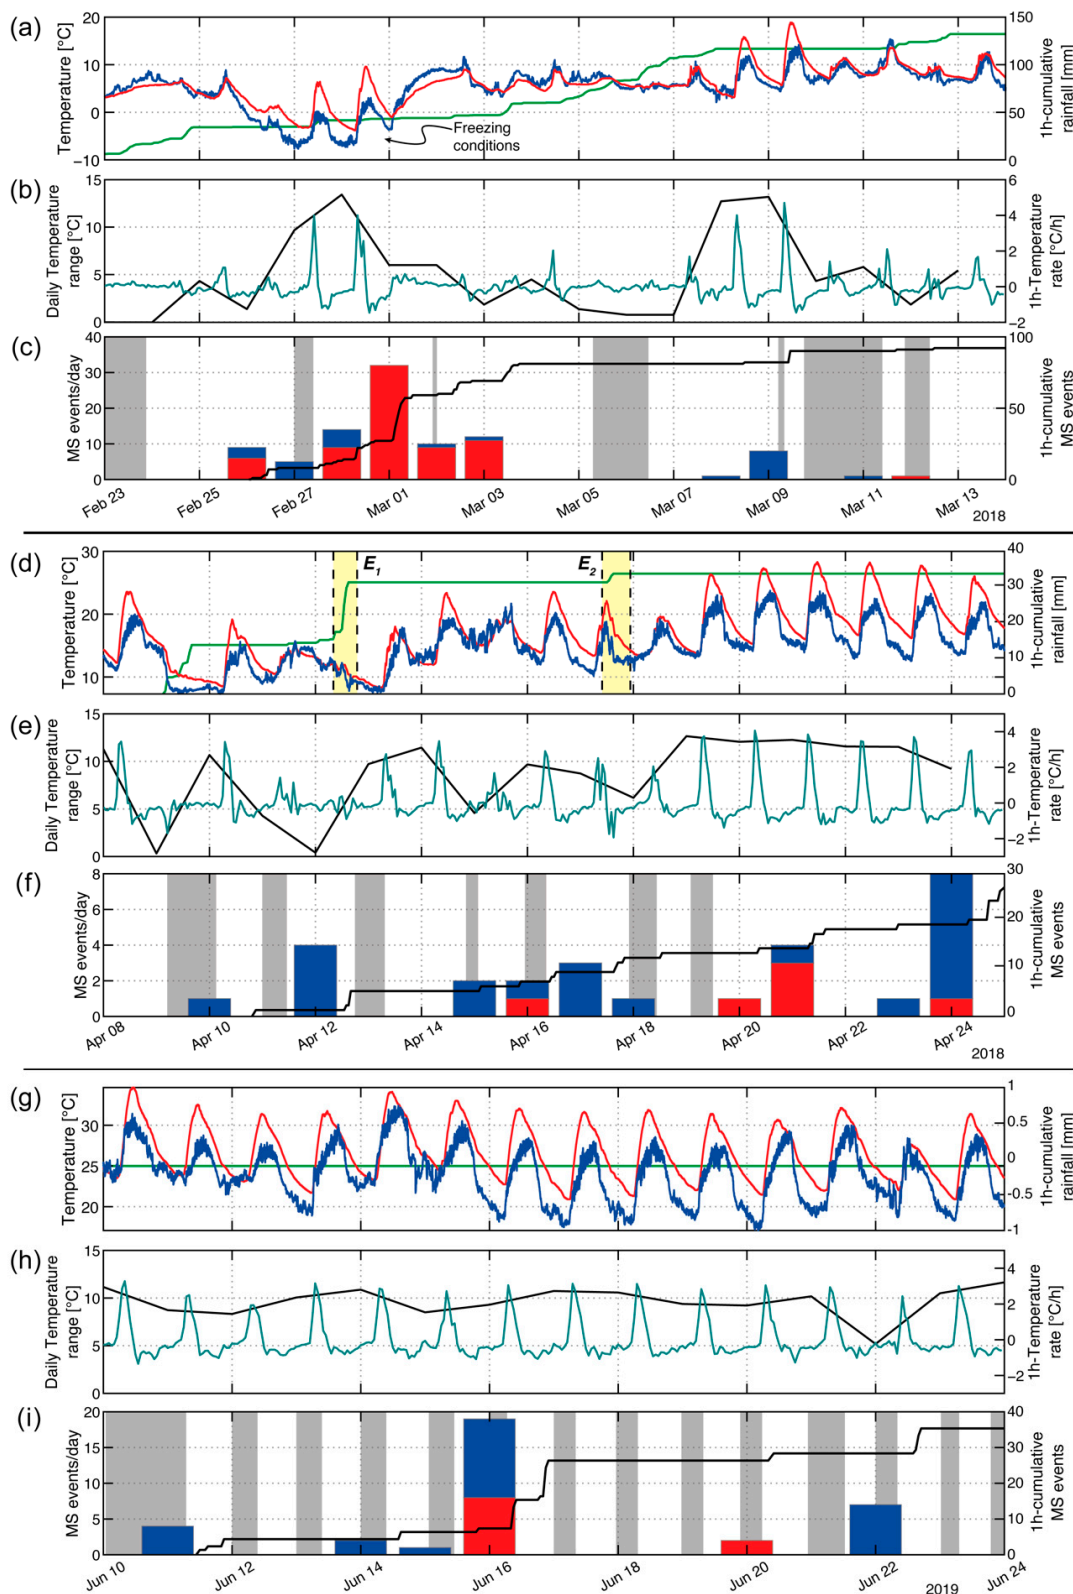 (a)
Temperature [°C]
20
10
0
−10
150
100
50
0
1h-cumulative
rainfall [mm]
Freezing
conditions
(b)
Daily Temperature
range [°C]
15
10
5
0
6
4
2
0
−2
1h-Temperature
rate [°C/h]
(c)
MS events/day
40
30
20
10
0
100
50
0
1h-cumulative
MS events
Feb 23
Feb 25
Feb 27
Mar 01
Mar 03
Mar 05
Mar 07
Mar 09
Mar 11
Mar 13
2018
(d)
Temperature [°C]
30
20
10
E1
E2
40
30
20
10
0
1h-cumulative
rainfall [mm]
(e)
Daily Temperature
range [°C]
15
10
5
0
4
2
0
−2
1h-Temperature
rate [°C/h]
(f)
MS events/day
8
6
4
2
0
30
20
10
0
1h-cumulative
MS events
Apr 08
Apr 10
Apr 12
Apr 14
Apr 16
Apr 18
Apr 20
Apr 22
Apr 24
2018
(g)
Temperature [°C]
30
25
20
1
0.5
0
−0.5
−1
1h-cumulative
rainfall [mm]
(h)
Daily Temperature
range [°C]
15
10
5
0
4
2
0
−2
1h-Temperature
rate [°C/h]
(i)
MS events/day
20
15
10
5
0
40
30
20
10
0
1h-cumulative
MS events
Jun 10
Jun 12
Jun 14
Jun 16
Jun 18
Jun 20
Jun 22
Jun 24
2019